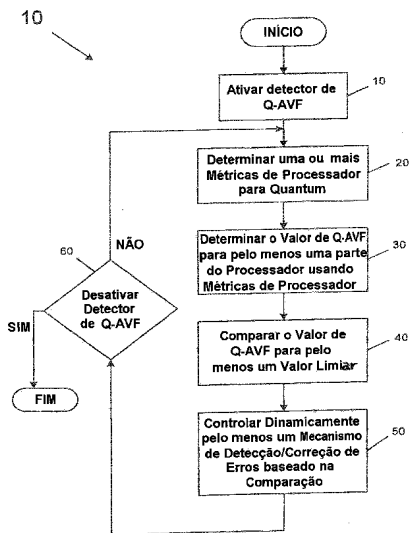 10
INÍCIO
Ativar detector de
Q-AVF
10
Determinar uma ou mais
Métricas de Processador
para Quantum
20
Determinar o Valor de Q-AVF
para pelo menos uma parte
do Processador usando
Métricas de Processador
30
Comparar o Valor de
Q-AVF para pelo
menos um Valor Limiar
40
Controlar Dinamicamente
pelo menos um Mecanismo
de Detecção/Correção de
Erros baseado na
Comparação
50
60
NÃO
Desativar
Detector
de Q-AVF
SIM
FIM